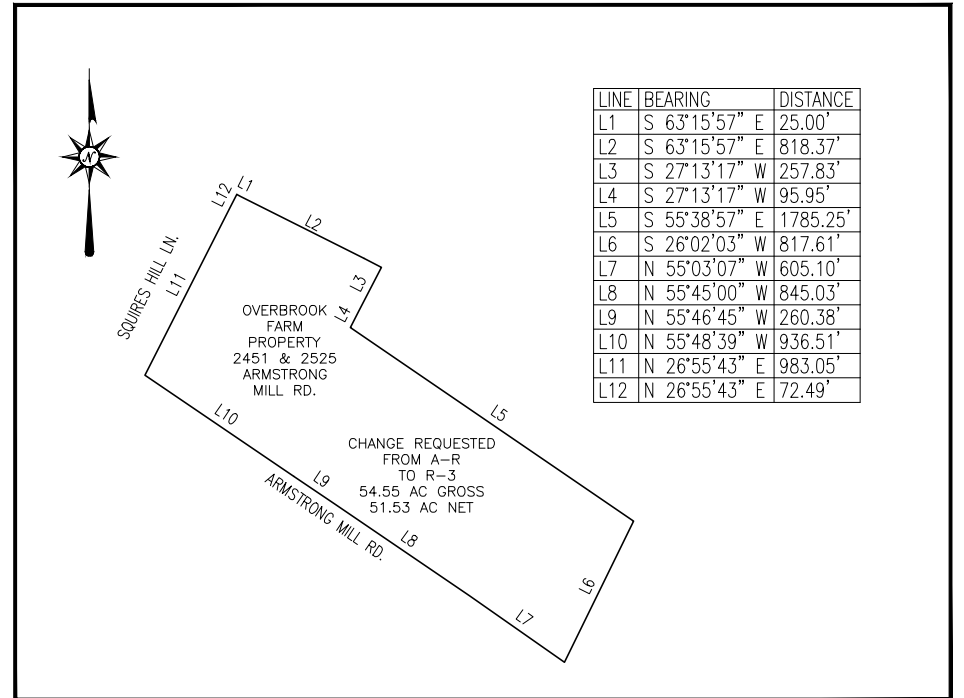 N
LINE BEARING DISTANCE
L1 S 63°15'57" E 25.00'
L2 S 63°15'57" E 818.37'
L3 S 27°13'17" W 257.83'
L4 S 27°13'17" W 95.95'
L5 S 55°38'57" E 1785.25'
L6 S 26°02'03" W 817.61'
L7 N 55°03'07" W 605.10'
L8 N 55°45'00" W 845.03'
L9 N 55°46'45" W 260.38'
L10 N 55°48'39" W 936.51'
L11 N 26°55'43" E 983.05'
L12 N 26°55'43" E 72.49'
L12
L1
L2
SQUIRES HILL LN.
L11
L3
L4
OVERBROOK
FARM
PROPERTY
2451 & 2525
ARMSTRONG
MILL RD.
L5
L10
CHANGE REQUESTED
FROM A-R
TO R-3
54.55 AC GROSS
51.53 AC NET
L9
ARMSTRONG MILL RD.
L8
L6
L7